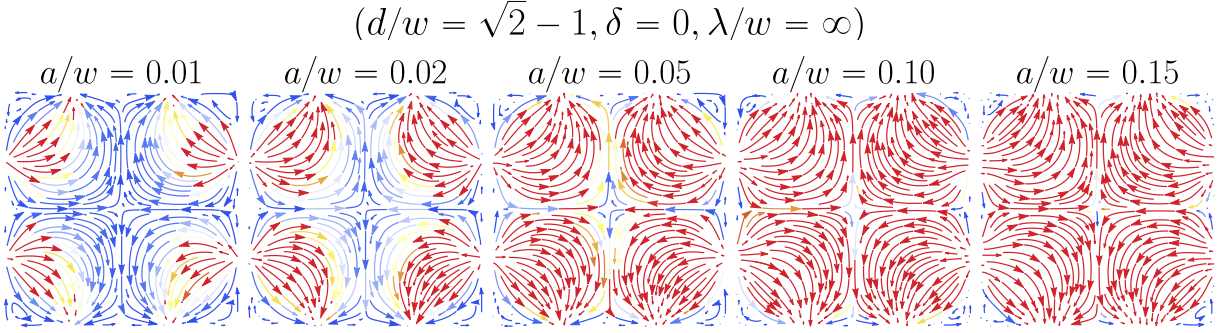 (d/w = √2 − 1, δ = 0, λ/w = ∞)
a/w = 0.01 a/w = 0.02 a/w = 0.05 a/w = 0.10 a/w = 0.15